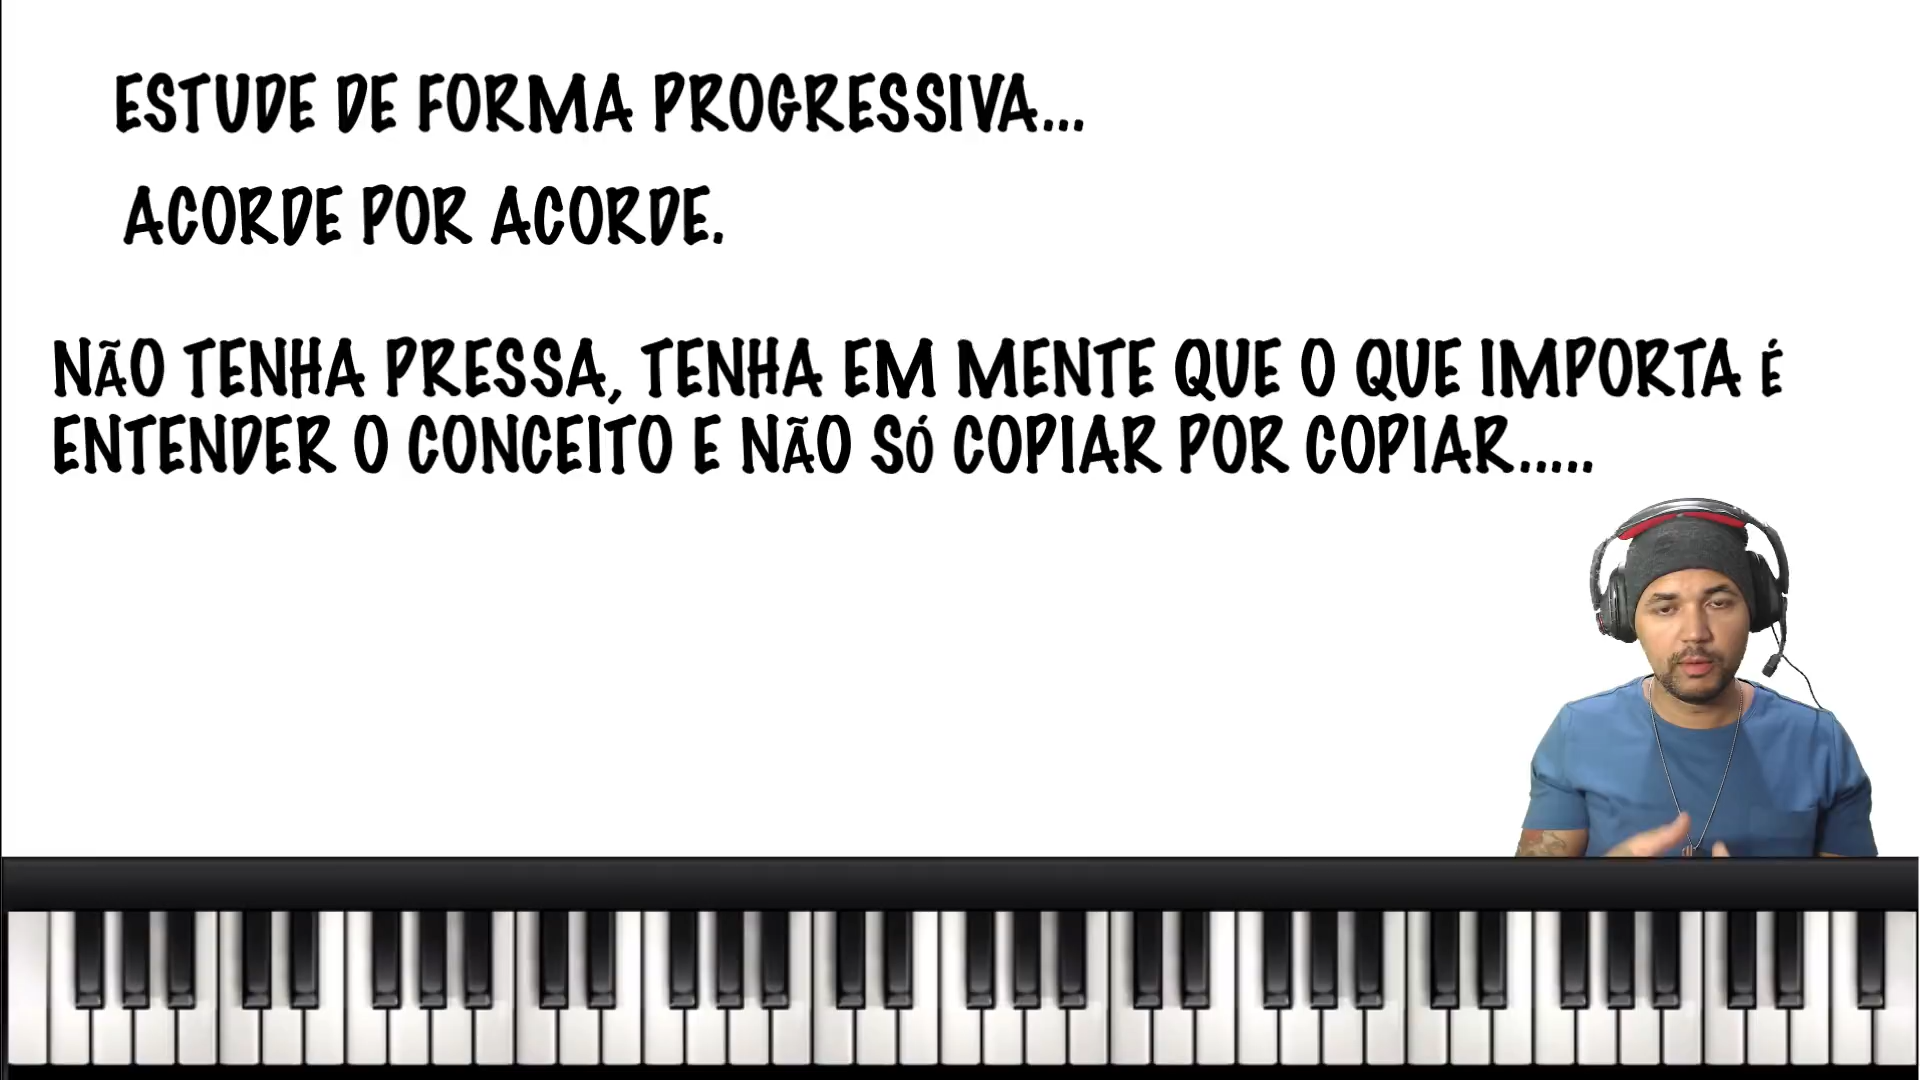 ESTUDE DE FORMA PROGRESSIVA...
ACORDE POR ACORDE.
NÃO TENHA PRESSA, TENHA EM MENTE QUE O QUE IMPORTA É
ENTENDER O CONCEITO E NÃO SÓ COPIAR POR COPIAR.....